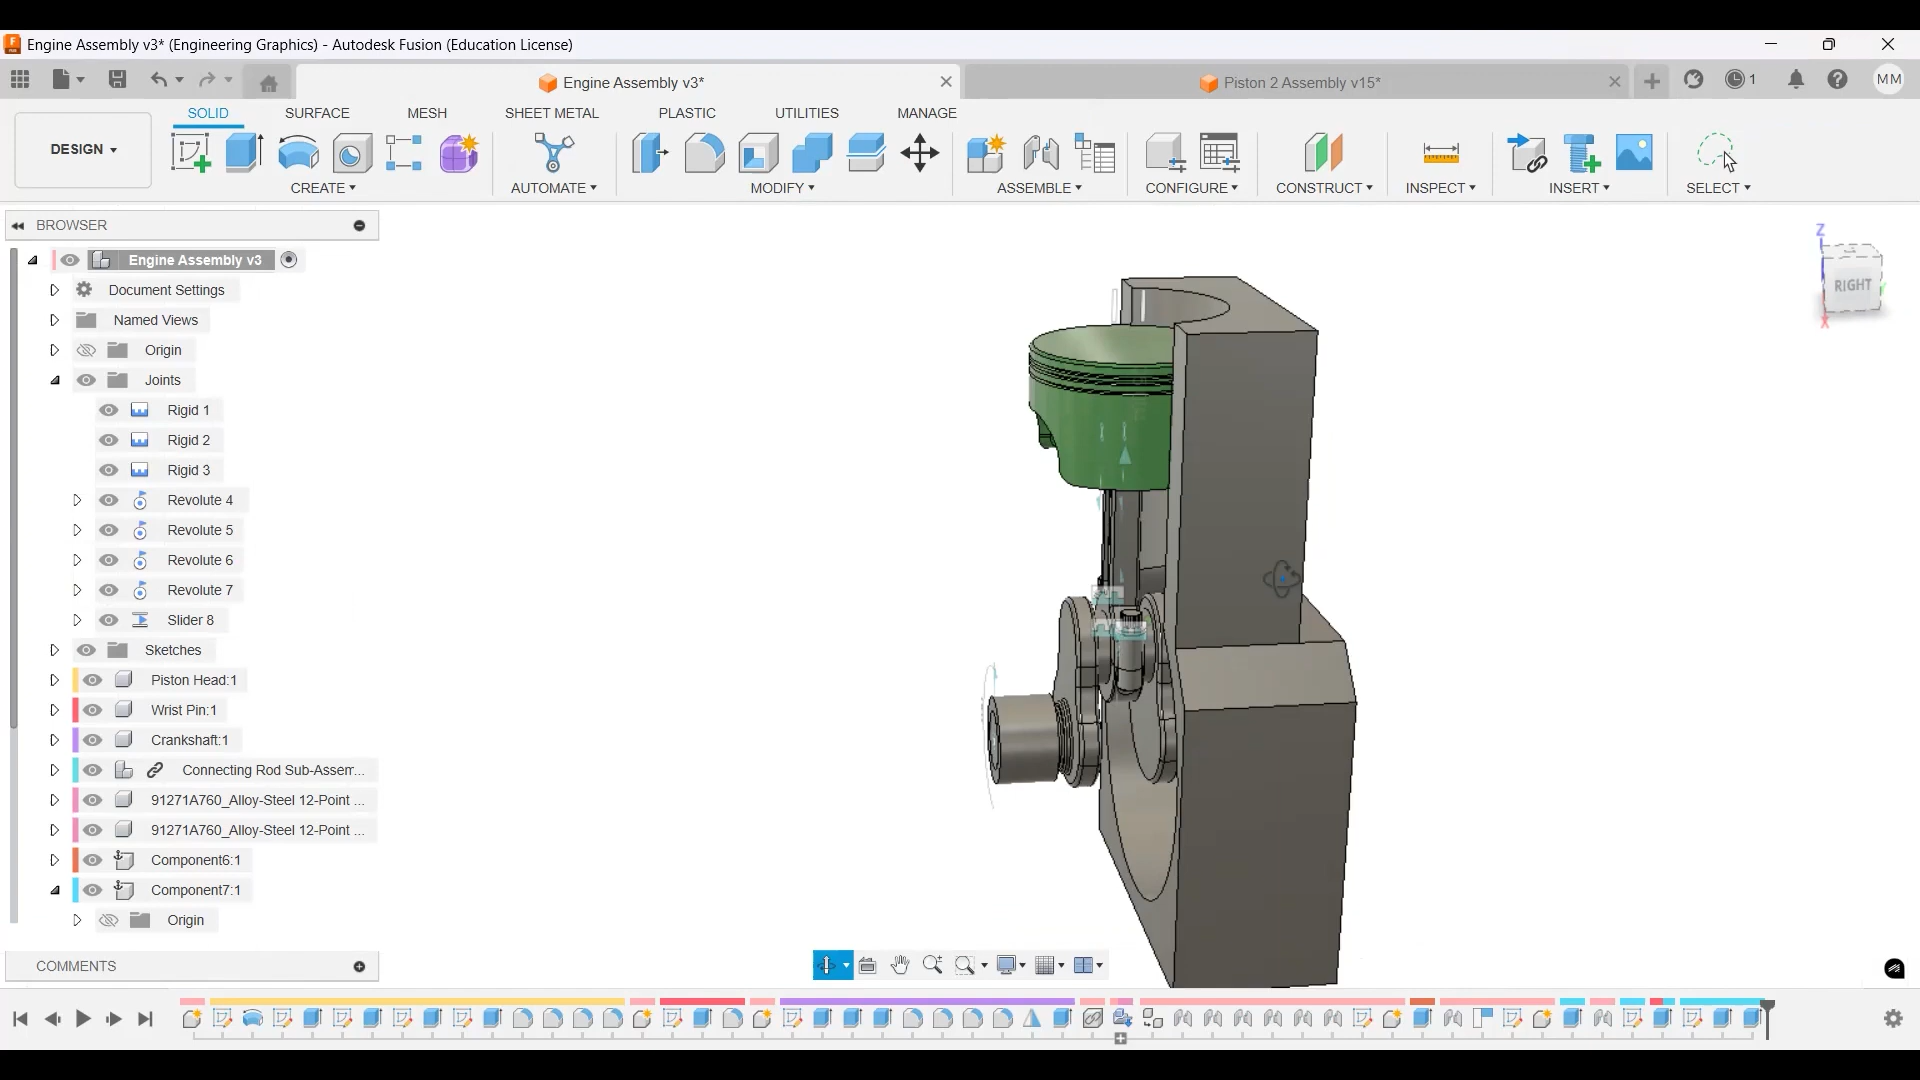 Engine Assembly v3* (Engineering Graphics) - Autodesk Fusion (Education License)
Engine Assembly v3*
Piston 2 Assembly v15*
1
MM
DESIGN
SOLID
SURFACE
MESH
SHEET METAL
PLASTIC
UTILITIES
MANAGE
CREATE
AUTOMATE
MODIFY
ASSEMBLE
CONFIGURE
CONSTRUCT
INSPECT
INSERT
SELECT
BROWSER
Engine Assembly v3
Document Settings
Named Views
Origin
Joints
Rigid 1
Rigid 2
Rigid 3
Revolute 4
Revolute 5
Revolute 6
Revolute 7
Slider 8
Sketches
Piston Head:1
Wrist Pin:1
Crankshaft:1
Connecting Rod Sub-Assem...
91271A760_Alloy-Steel 12-Point ...
91271A760_Alloy-Steel 12-Point ...
Component6:1
Component7:1
Origin
Z
RIGHT
X
COMMENTS